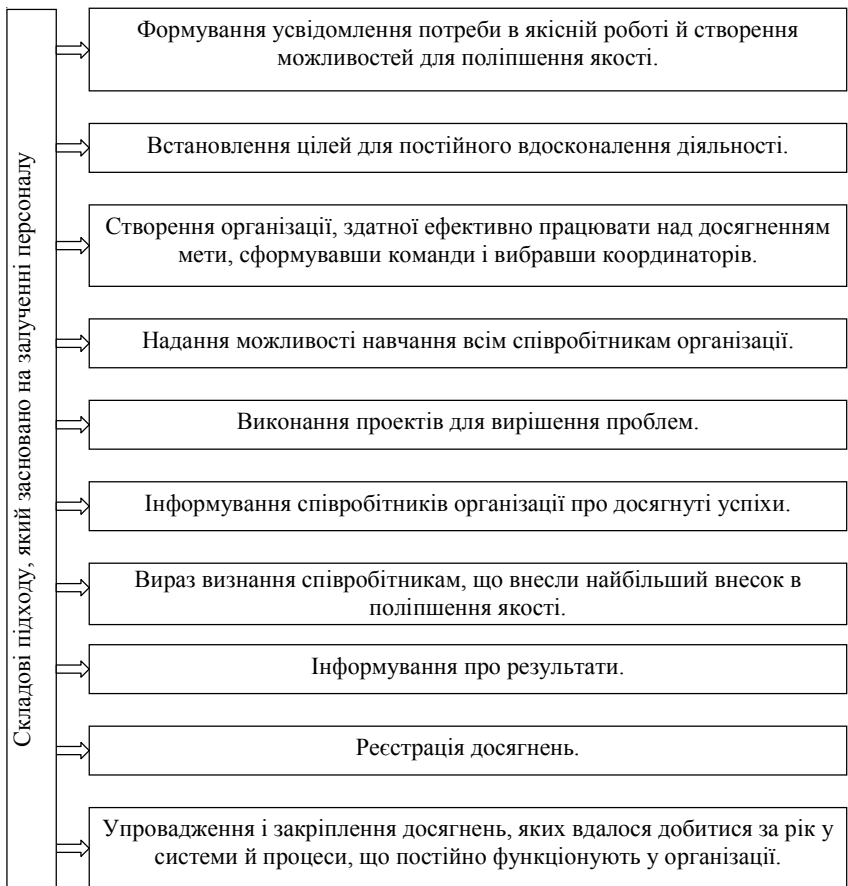 Складові підходу, який засновано на залученні персоналу
Формування усвідомлення потреби в якісній роботі й створення
можливостей для поліпшення якості.
Встановлення цілей для постійного вдосконалення діяльності.
Створення організації, здатної ефективно працювати над досягненням
мети, сформувавши команди і вибравши координаторів.
Надання можливості навчання всім співробітникам організації.
Виконання проектів для вирішення проблем.
Інформування співробітників організації про досягнуті успіхи.
Вираз визнання співробітникам, що внесли найбільший внесок в
поліпшення якості.
Інформування про результати.
Реєстрація досягнень.
Упровадження і закріплення досягнень, яких вдалося добитися за рік у
системи й процеси, що постійно функціонують у організації.